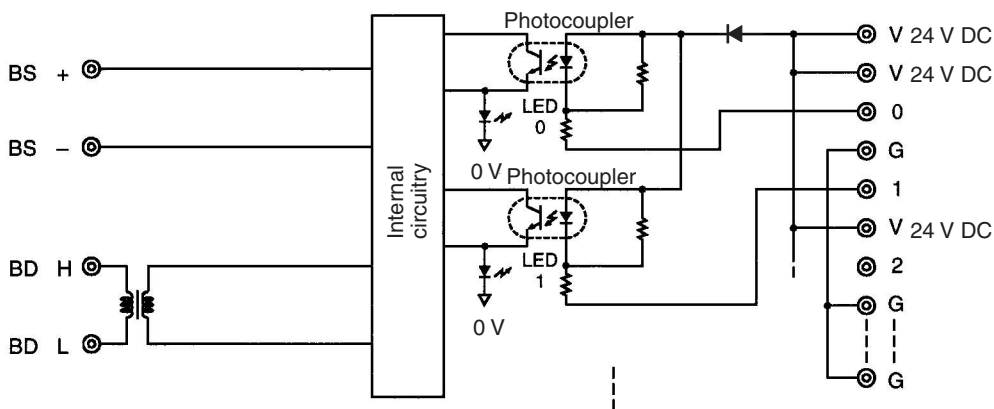 Photocoupler
V 24 V DC
BS +
V 24 V DC
LED
0
0
0 V
BS −
G
Photocoupler
1
Internal
circuitry
V 24 V DC
BD H
LED
1
2
0 V
G
BD L
G